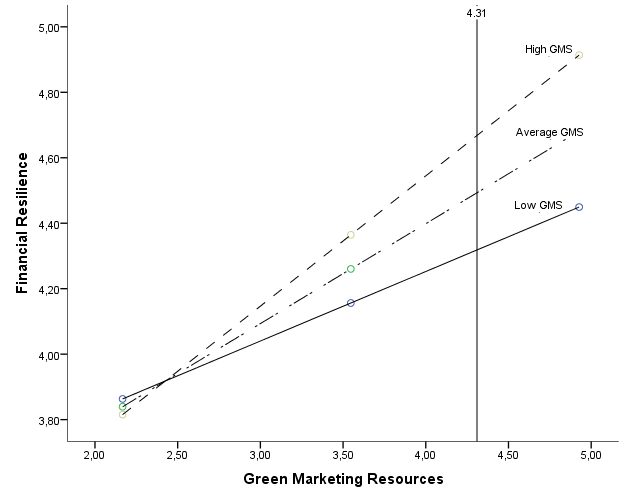 4.31
5,00
High GMS
4,80
Average GMS
4,60
Low GMS
4,40
4,20
4,00
3,80
Financial Resilience
2,00 2,50 3,00 3,50 4,00 4,50 5,00
Green Marketing Resources